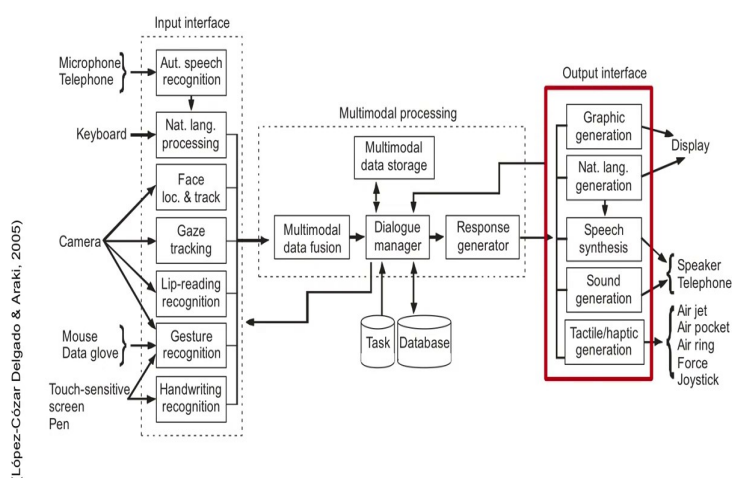 Input interface
Microphone
Telephone
Aut. speech
recognition
Keyboard
Nat. lang.
processing
Face
loc. & track
Camera
Gaze
tracking
Lip-reading
recognition
Mouse
Data glove
Gesture
recognition
Touch-sensitive
screen
Pen
Handwriting
recognition
Multimodal processing
Multimodal
data storage
Multimodal
data fusion
Dialogue
manager
Response
generator
Task
Database
Output interface
Graphic
generation
Display
Nat. lang.
generation
Speech
synthesis
Speaker
Telephone
Sound
generation
Tactile/haptic
generation
Air jet
Air pocket
Air ring
Force
Joystick
(López-Cózar Delgado & Araki, 2005)